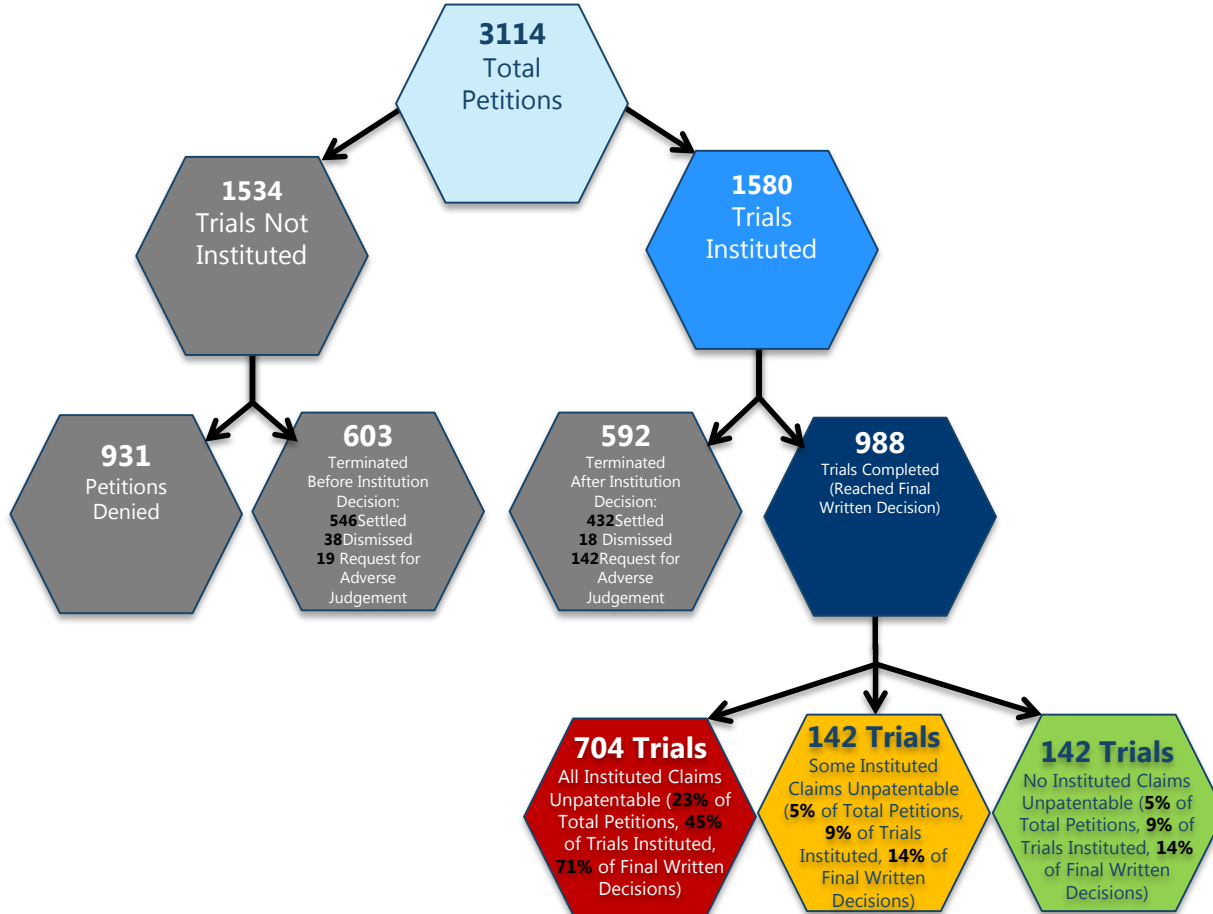 3114
Total
Petitions
1534
Trials Not
Instituted
1580
Trials
Instituted
931
Petitions
Denied
603
Terminated
Before Institution
Decision:
546Settled
38Dismissed
19 Request for
Adverse
Judgement
592
Terminated
After Institution
Decision:
432Settled
18 Dismissed
142Request for
Adverse
Judgement
988
Trials Completed
(Reached Final
Written Decision)
704 Trials
All Instituted Claims
Unpatentable (23% of
Total Petitions, 45%
of Trials Instituted,
71% of Final Written
Decisions)
142 Trials
Some Instituted
Claims Unpatentable
(5% of Total Petitions,
9% of Trials
Instituted, 14% of
Final Written
Decisions)
142 Trials
No Instituted Claims
Unpatentable (5% of
Total Petitions, 9% of
Trials Instituted, 14%
of Final Written
Decisions)